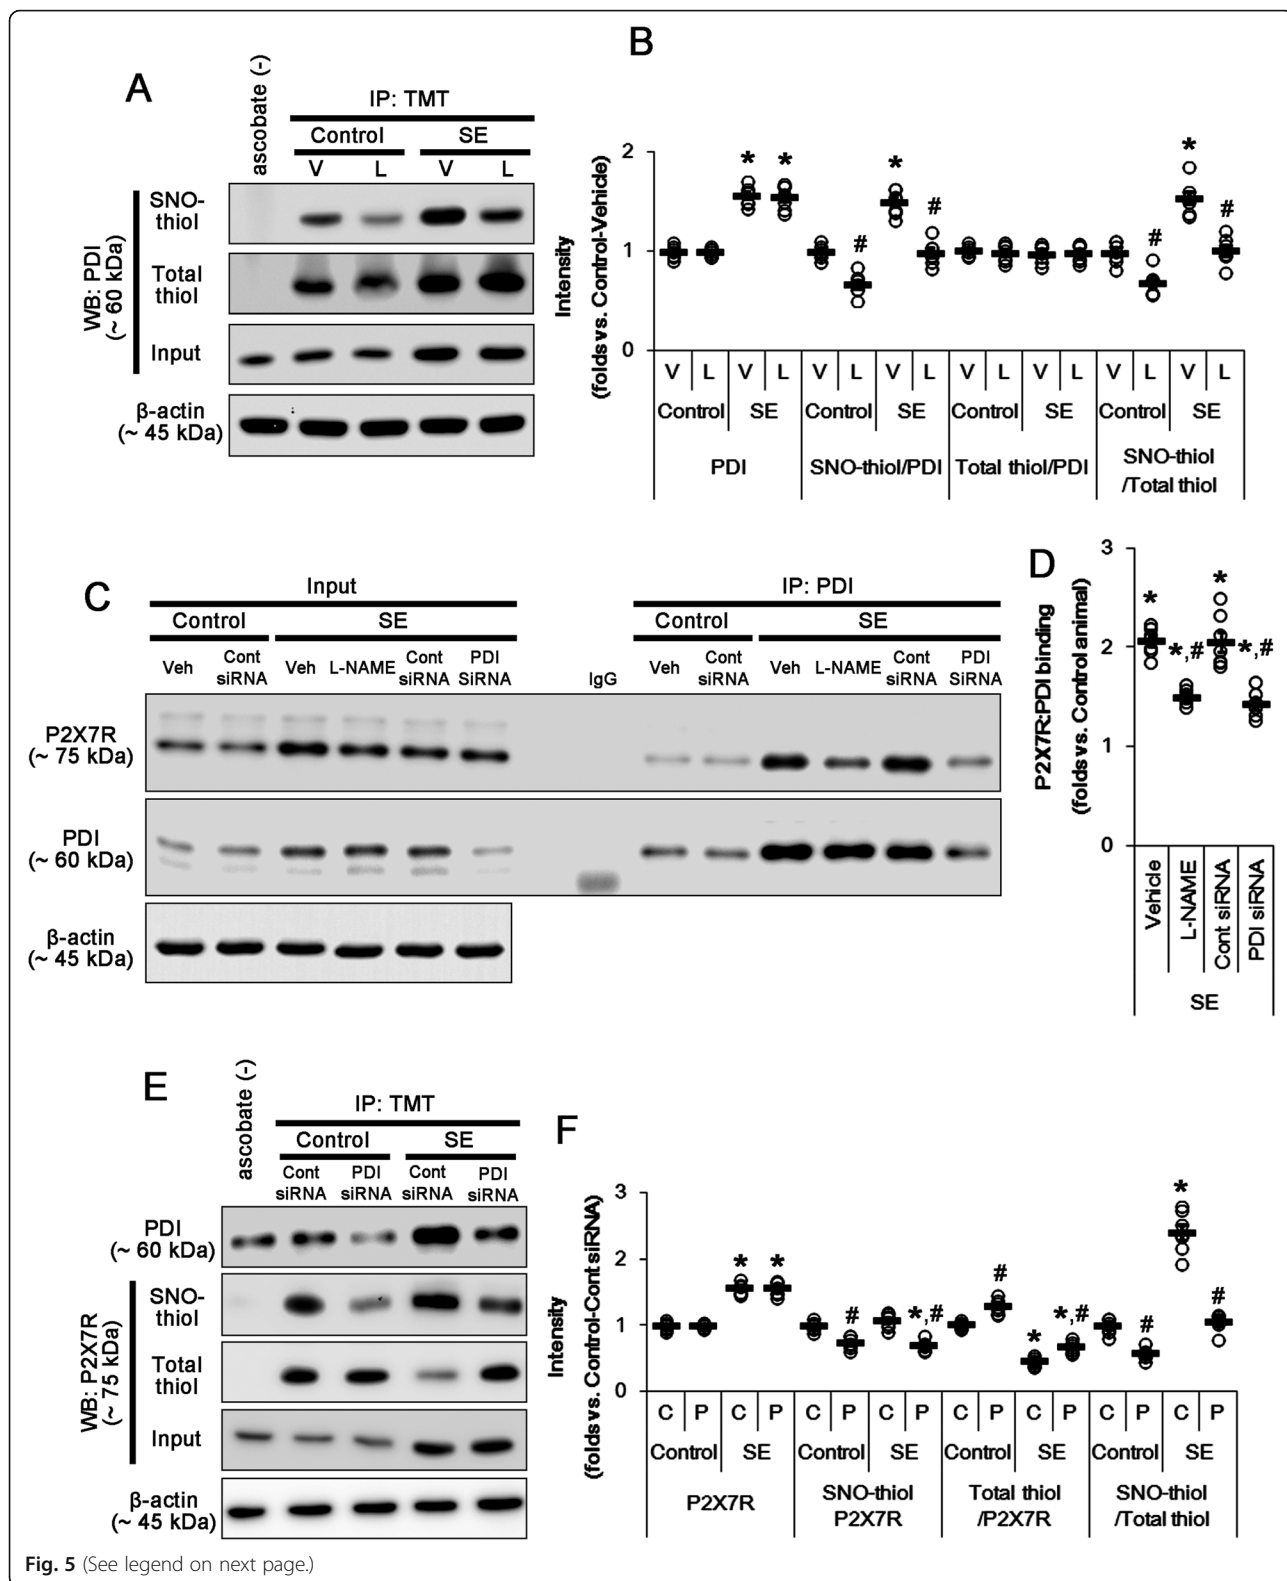 A
ascobate (-)
IP: TMT
Control SE
V L V L
WB: PDI
(~ 60 kDa)
SNO-
thiol
Total
thiol
Input
β-actin
(~ 45 kDa)
B
Intensity
(folds vs. Control-Vehicle)
2
1
0
* * * * # # # #
V L V L V L V L V L V L V L V L
Control SE Control SE Control SE Control SE
PDI SNO-thiol/PDI Total thiol/PDI SNO-thiol
/Total thiol
C
Input IP: PDI
Control SE Control SE
Veh Cont
siRNA Veh L-NAME Cont
siRNA PDI
SiRNA IgG Veh Cont
siRNA Veh L-NAME Cont
siRNA PDI
SiRNA
P2X7R
(~ 75 kDa)
PDI
(~ 60 kDa)
β-actin
(~ 45 kDa)
D
P2X7R:PDI binding
(folds vs. Control animal)
3
2
1
0
* *,# * *,#
Vehicle
L-NAME
Cont siRNA
PDI siRNA
SE
E
ascobate (-)
IP: TMT
Control SE
Cont
siRNA PDI
siRNA Cont
siRNA PDI
siRNA
PDI
(~ 60 kDa)
WB: P2X7R
(~ 75 kDa)
SNO-
thiol
Total
thiol
Input
β-actin
(~ 45 kDa)
F
Intensity
(folds vs. Control-Cont siRNA)
3
2
1
0
* * # *,# # * *,# # * #
C P C P C P C P C P C P C P C P
Control SE Control SE Control SE Control SE
P2X7R SNO-thiol
P2X7R Total thiol
/P2X7R SNO-thiol
/Total thiol
Fig. 5 (See legend on next page.)